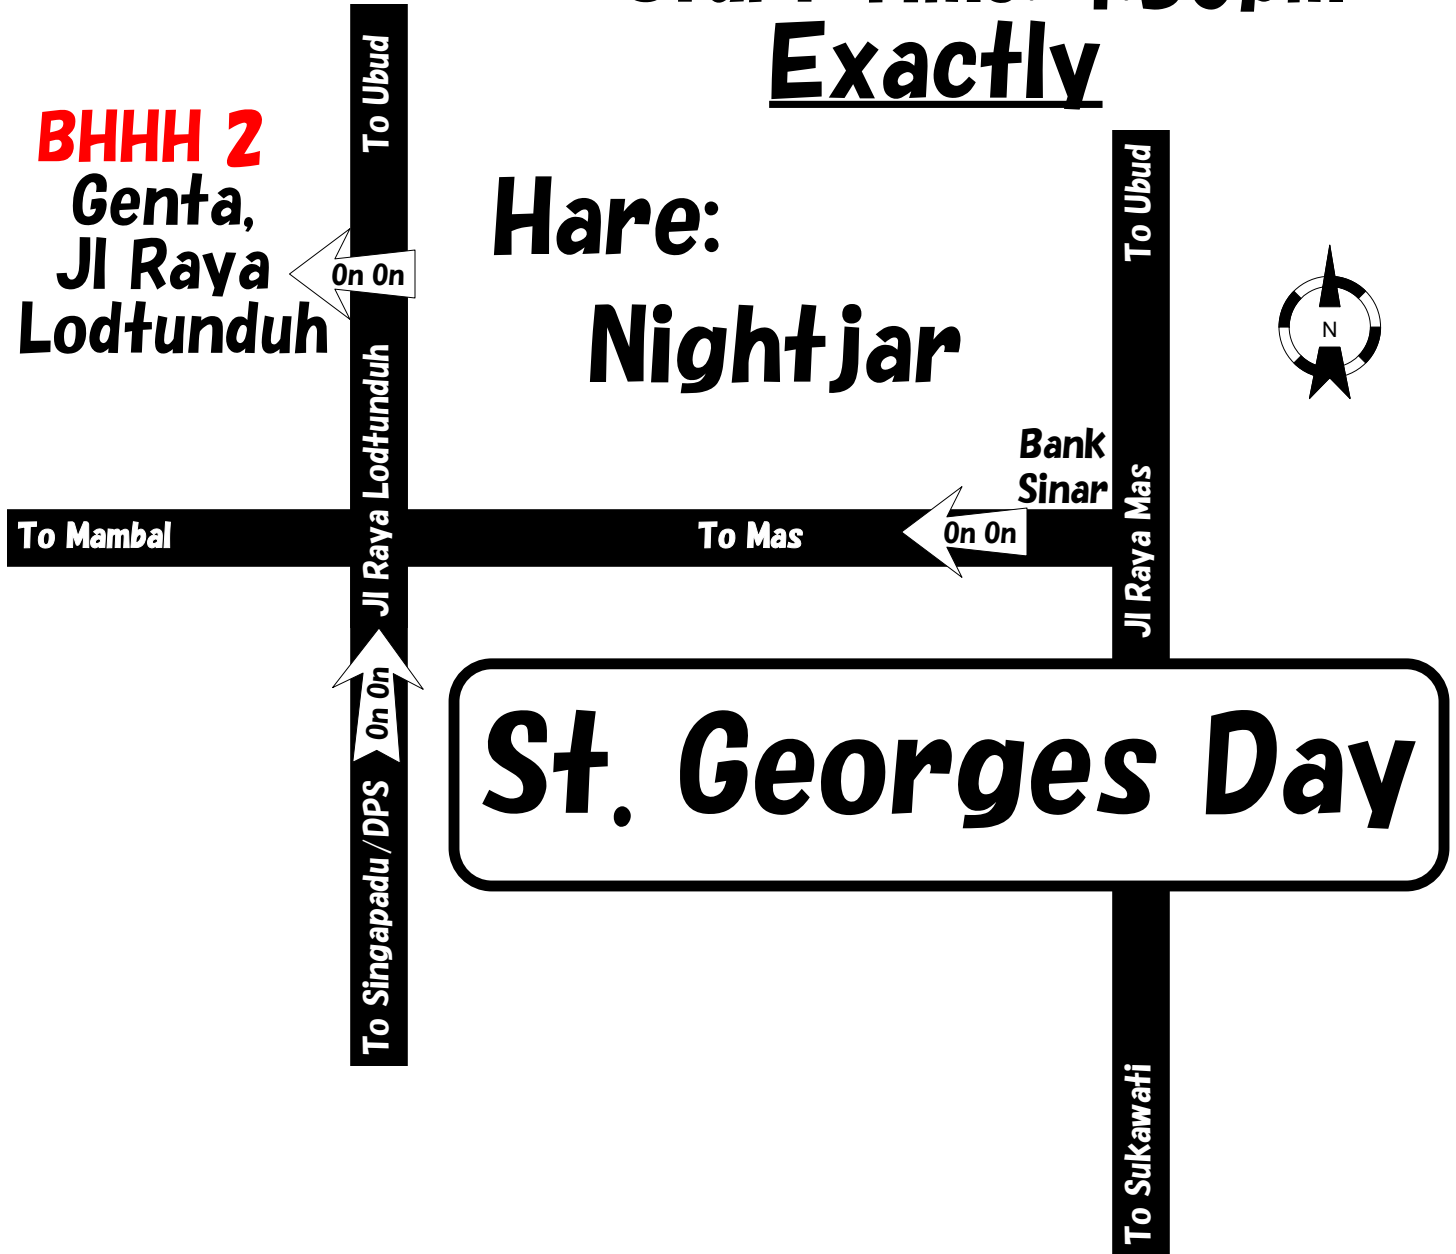 Exactly
To Ubud
BHHH 2
Genta,
Jl Raya
Lodtunduh
On On
Hare:
Nightjar
To Ubud
N
Jl Raya Lodtunduh
Bank
Sinar
Jl Raya Mas
To Mambal
To Mas
On On
On On
St. Georges Day
To Singapadu/DPS
To Sukawati